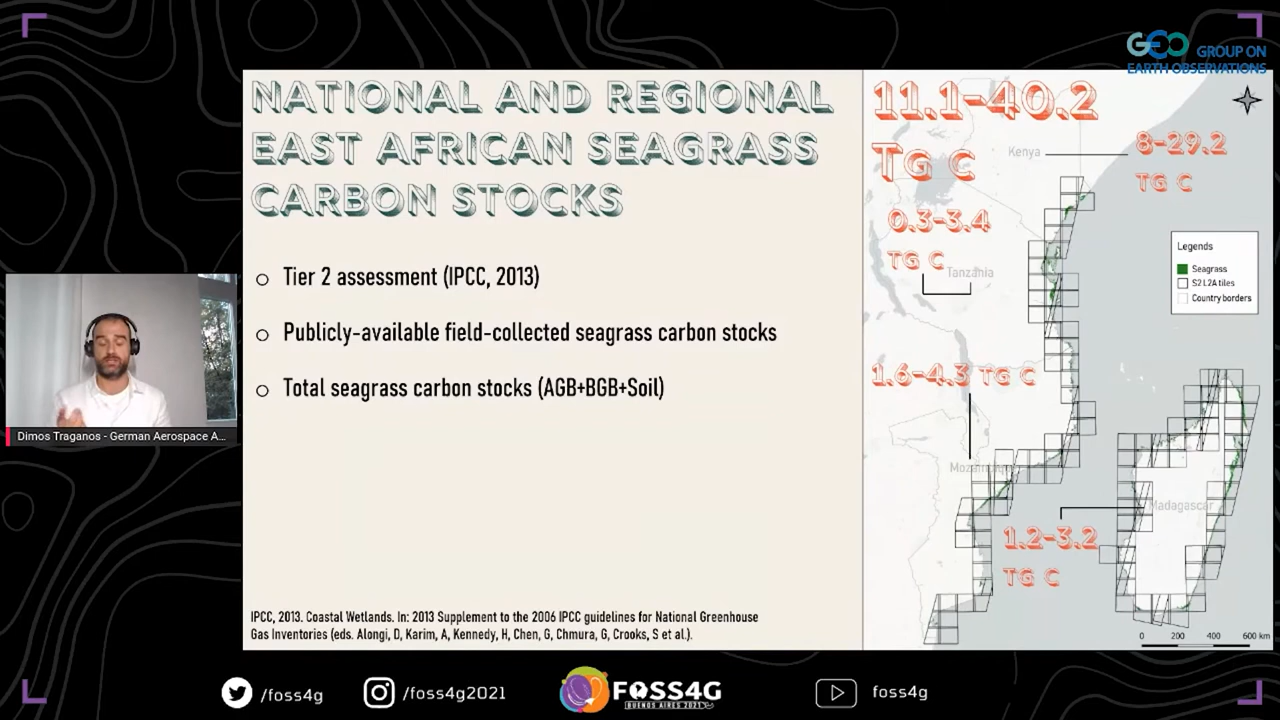 GEO GROUP ON
EARTH OBSERVATIONS
NATIONAL AND REGIONAL
EAST AFRICAN SEAGRASS
CARBON STOCKS
Tier 2 assessment (IPCC, 2013)
Publicly-available field-collected seagrass carbon stocks
Total seagrass carbon stocks (AGB+BGB+Soil)
IPCC, 2013. Coastal Wetlands. In: 2013 Supplement to the 2006 IPCC guidelines for National Greenhouse
Gas Inventories (eds. Alongi, D, Karim, A, Kennedy, H, Chen, G, Chmura, G, Crooks, S et al.).
11.1-40.2
TG C
Kenya
8-29.2
TG C
0.3-3.4
TG C
Tanzania
Legends
Seagrass
S2 L2A tiles
Country borders
1.6-4.3 TG C
Mozambique
Madagascar
1.2-3.2
TG C
0 200 400 600 km
Dimos Traganos - German Aerospace A...
/foss4g
/foss4g2021
FOSS4G
BUENOS AIRES 2021
foss4g